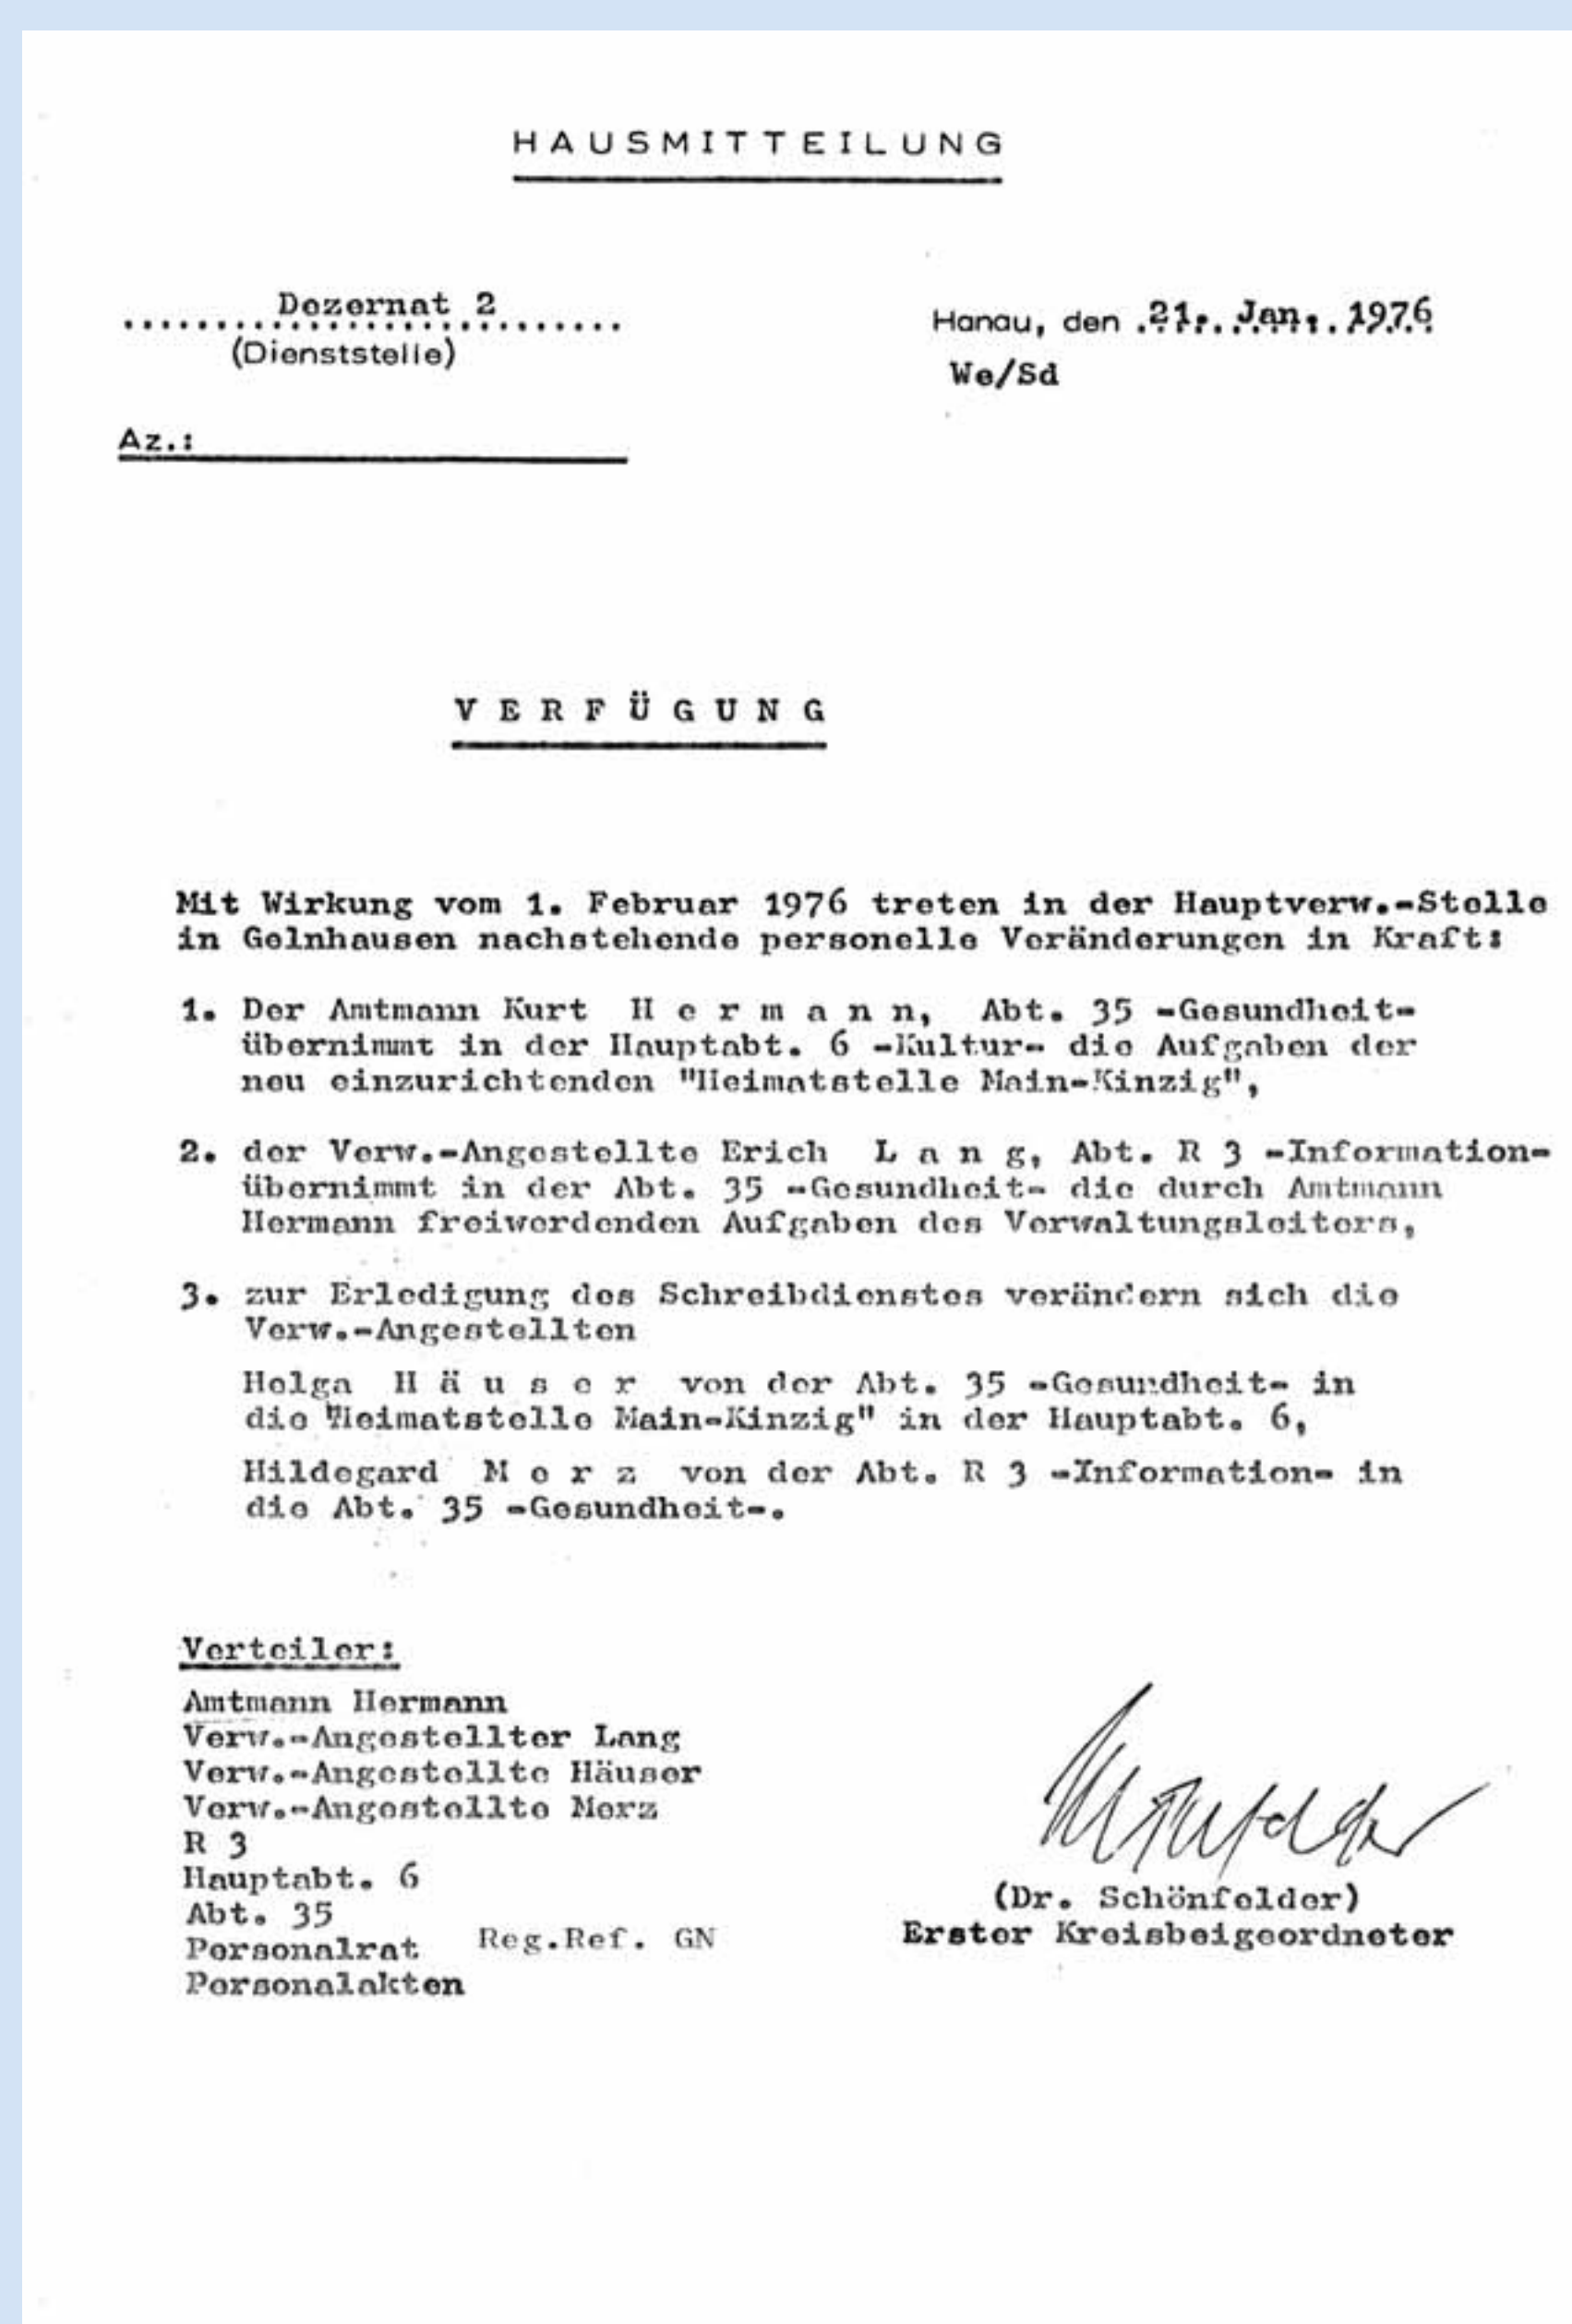 HAUSMITTEILUNG
Dezernat 2
(Dienststelle)
Hanau, den 21. Jan. 1976
We/Sd
Az.:
VERFÜGUNG
Mit Wirkung vom 1. Februar 1976 treten in der Hauptverw.-Stelle
in Gelnhausen nachstehende personelle Veränderungen in Kraft:
1. Der Amtmann Kurt H e r m a n n, Abt. 35 -Gesundheit-
übernimmt in der Hauptabt. 6 -Kultur- die Aufgaben der
neu einzurichtenden "Heimatstelle Main-Kinzig",
2. der Verw.-Angestellte Erich L a n g, Abt. R 3 -Information-
übernimmt in der Abt. 35 -Gesundheit- die durch Amtmann
Hermann freiwerdenden Aufgaben des Verwaltungsleiters,
3. zur Erledigung des Schreibdienstes verändern sich die
Verw.-Angestellten
Helga H ä u s e r von der Abt. 35 -Gesundheit- in
die "Heimatstelle Main-Kinzig" in der Hauptabt. 6,
Hildegard M e r z von der Abt. R 3 -Information- in
die Abt. 35 -Gesundheit-.
Verteiler:
Amtmann Hermann
Verw.-Angestellter Lang
Verw.-Angestellte Häuser
Verw.-Angestellte Merz
R 3
Hauptabt. 6
Abt. 35
Personalrat Reg.Ref. GN
Personalakten
(Dr. Schönfelder)
Erster Kreisbeigeordneter